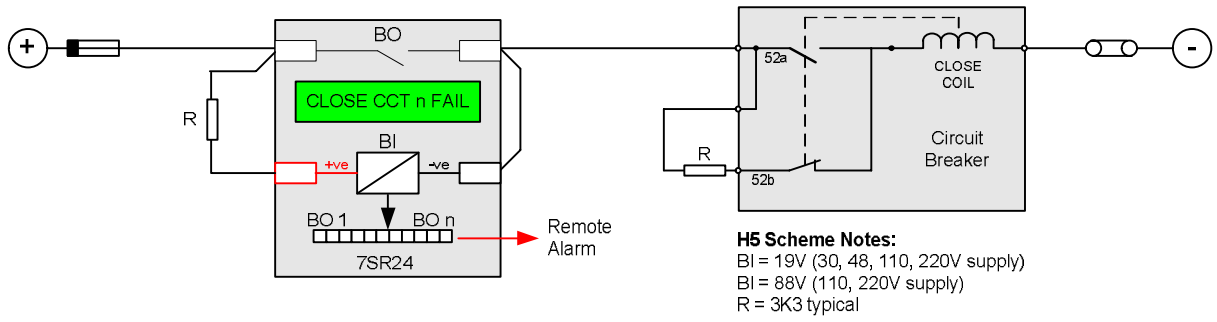 +
BO
CLOSE CCT n FAIL
R
BI
+ve
-ve
BO 1
BO n
7SR24
Remote
Alarm
52a
CLOSE
COIL
-
R
52b
Circuit
Breaker
H5 Scheme Notes:
BI = 19V (30, 48, 110, 220V supply)
BI = 88V (110, 220V supply)
R = 3K3 typical